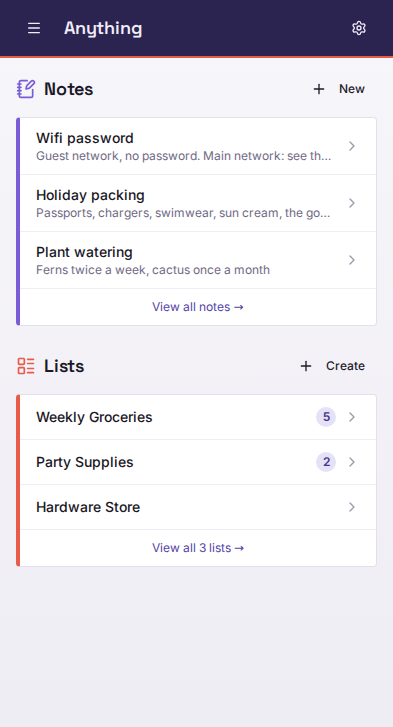 Anything
Notes
New
Wifi password
Guest network, no password. Main network: see th...
Holiday packing
Passports, chargers, swimwear, sun cream, the go...
Plant watering
Ferns twice a week, cactus once a month
View all notes →
Lists
Create
Weekly Groceries
5
Party Supplies
2
Hardware Store
View all 3 lists →